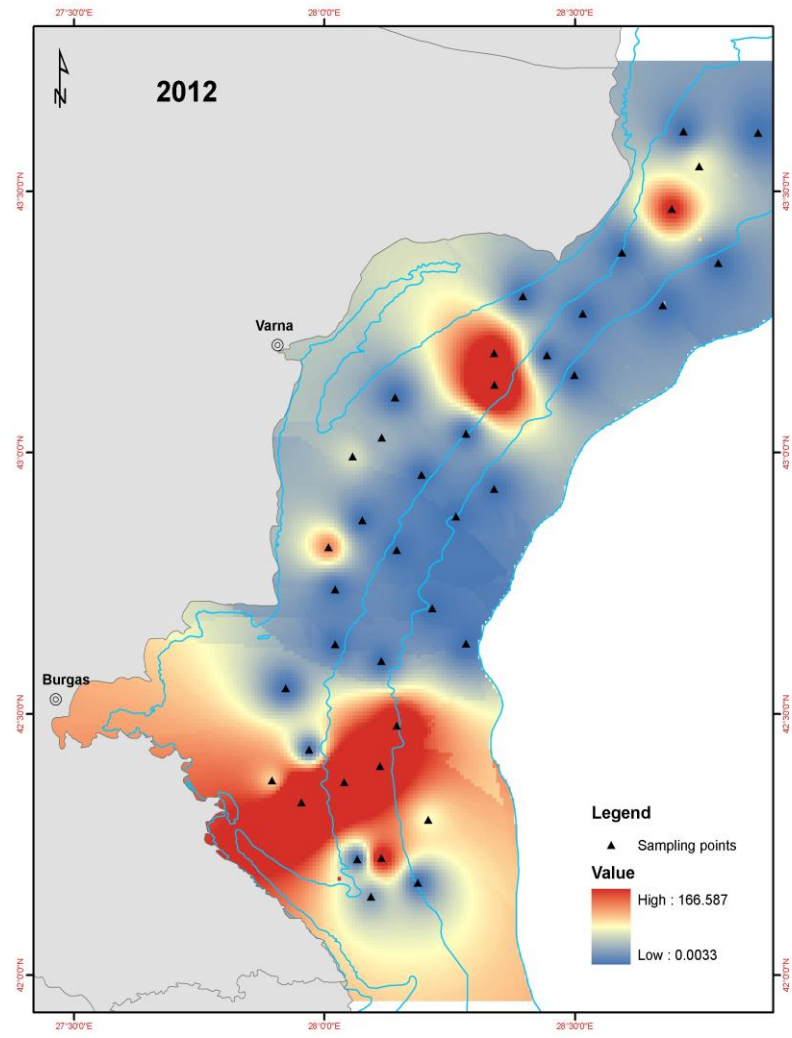 27°30'0"E 28°0'0"E 28°30'0"E
N
2012
43°30'0"N 43°30'0"N
Varna
43°0'0"N 43°0'0"N
Burgas
42°30'0"N 42°30'0"N
Legend
Sampling points
Value
High : 166.587
Low : 0.0033
42°0'0"N 42°0'0"N
27°30'0"E 28°0'0"E 28°30'0"E